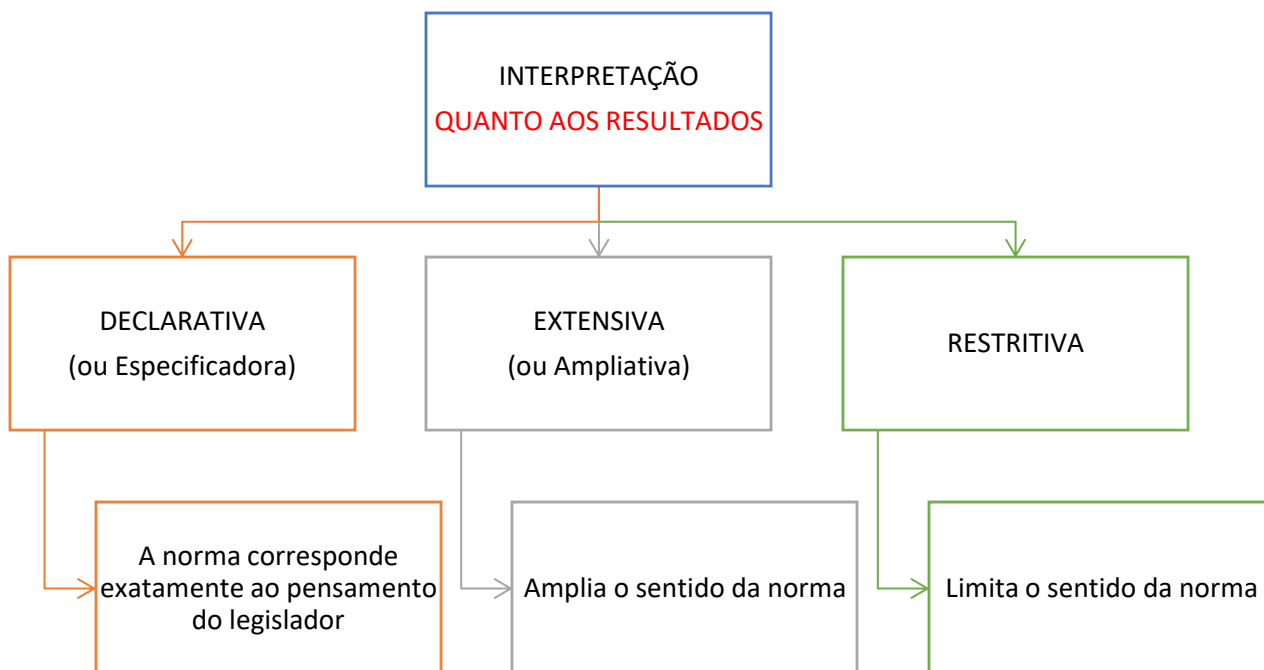 INTERPRETAÇÃO
QUANTO AOS RESULTADOS
DECLARATIVA
(ou Especificadora)
EXTENSIVA
(ou Ampliativa)
RESTRITIVA
A norma corresponde
exatamente ao pensamento
do legislador
Amplia o sentido da norma
Limita o sentido da norma